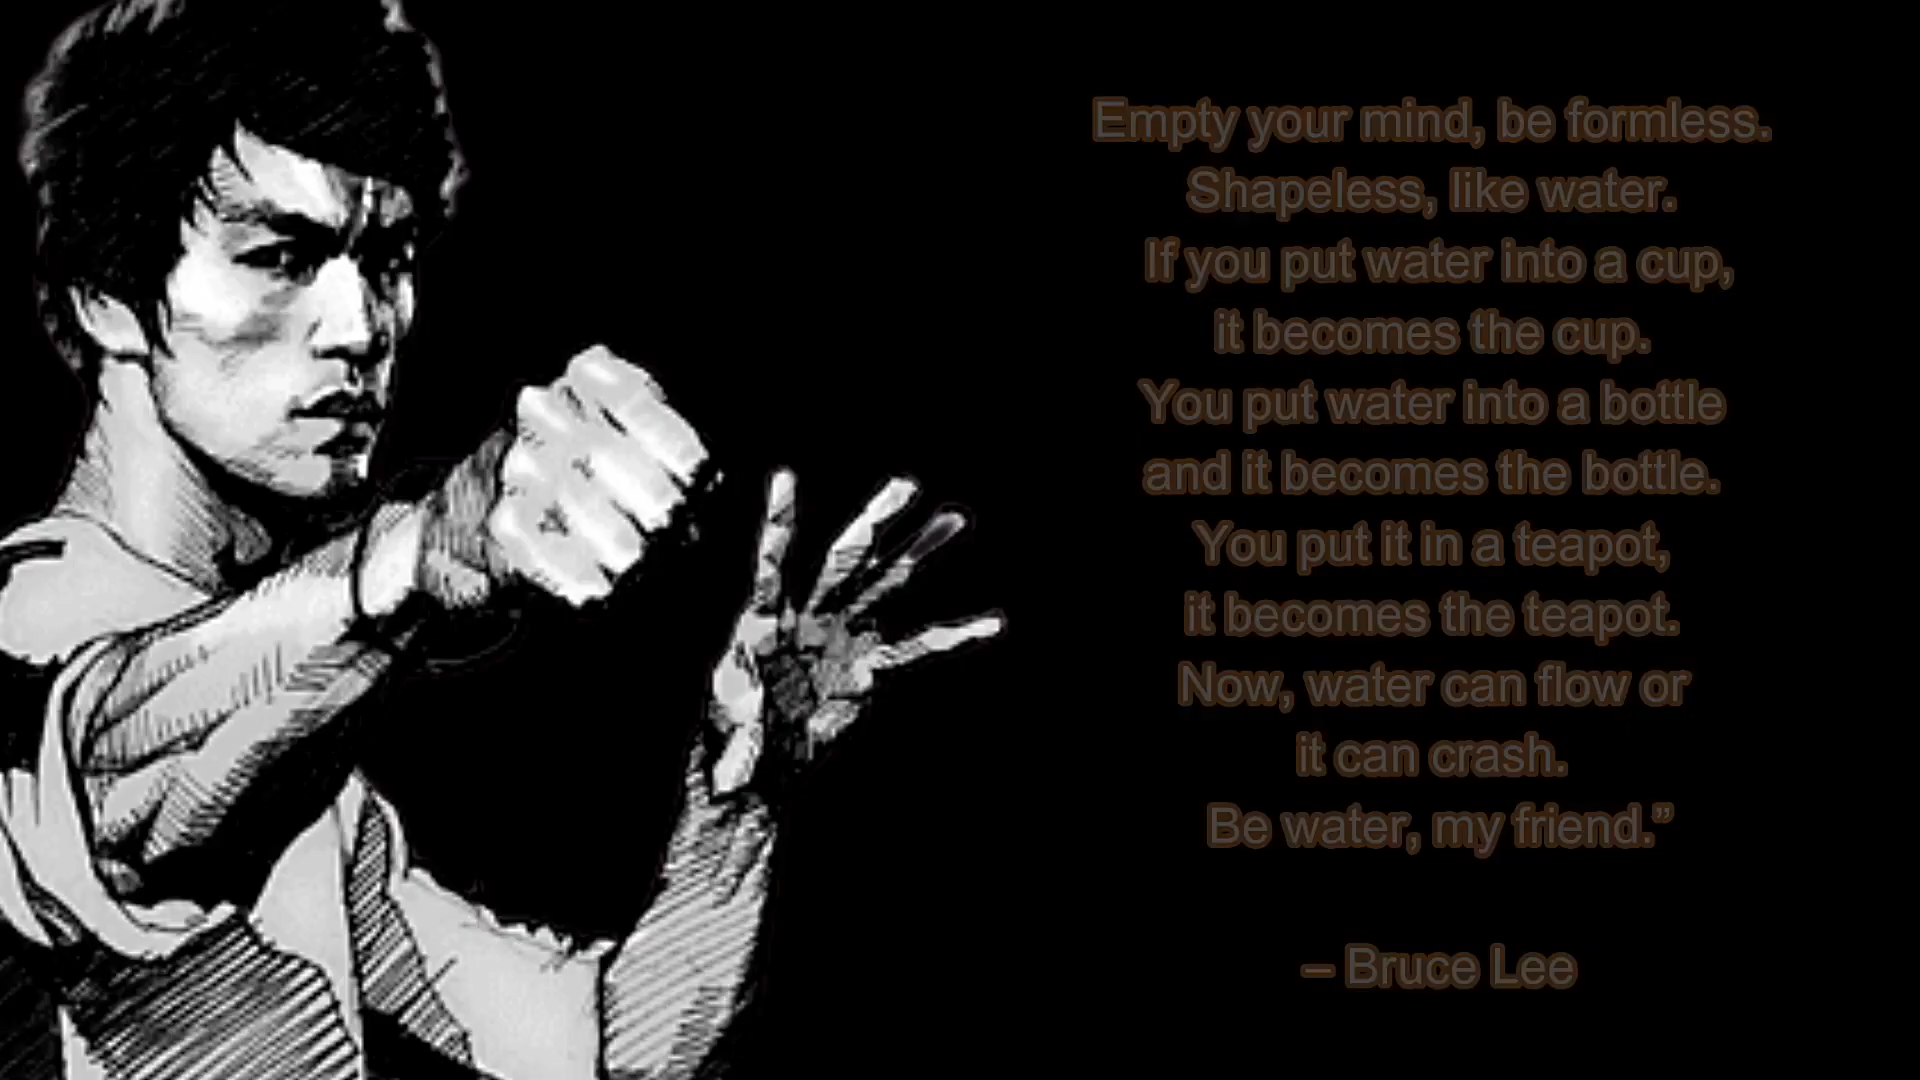 Empty your mind, be formless.
Shapeless, like water.
If you put water into a cup,
it becomes the cup.
You put water into a bottle
and it becomes the bottle.
You put it in a teapot,
it becomes the teapot.
Now, water can flow or
it can crash.
Be water, my friend.”
– Bruce Lee